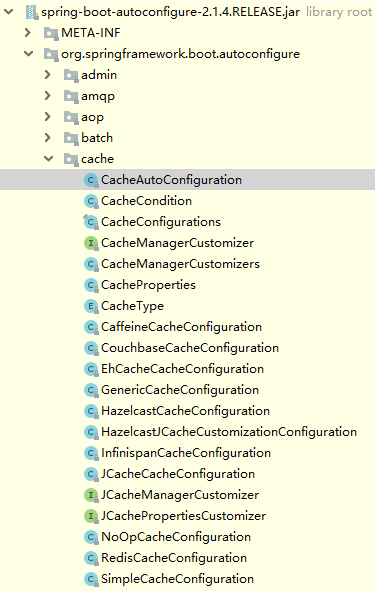 spring-boot-autoconfigure-2.1.4.RELEASE.jar library root
META-INF
org.springframework.boot.autoconfigure
admin
amqp
aop
batch
cache
C CacheAutoConfiguration
C CacheCondition
C CacheConfigurations
I CacheManagerCustomizer
C CacheManagerCustomizers
C CacheProperties
E CacheType
C CaffeineCacheConfiguration
C CouchbaseCacheConfiguration
C EhCacheCacheConfiguration
C GenericCacheConfiguration
C HazelcastCacheConfiguration
C HazelcastJCacheCustomizationConfiguration
C InfinispanCacheConfiguration
C JCacheCacheConfiguration
I JCacheManagerCustomizer
I JCachePropertiesCustomizer
C NoOpCacheConfiguration
C RedisCacheConfiguration
C SimpleCacheConfiguration